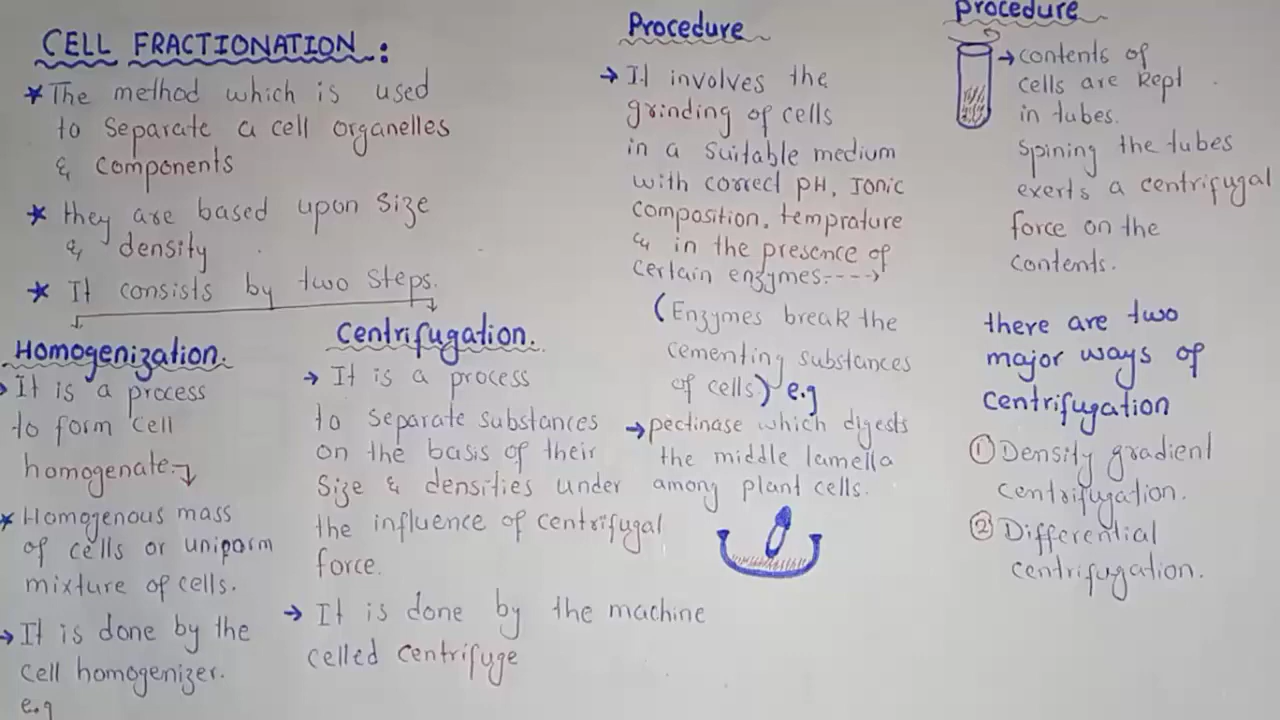 CELL FRACTIONATION :
* The method which is used
to separate a cell organelles
& components
* they are based upon size
& density
* It consists by two steps.
Homogenization.
→ It is a process
to form cell
homogenate.
* Homogenous mass
of cells or uniform
mixture of cells.
→ It is done by the
cell homogenizer.
e.g
Centrifugation.
→ It is a process
to separate substances
on the basis of their
size & densities under
the influence of centrifugal
force.
→ It is done by the machine
celled centrifuge
Procedure
→ It involves the
grinding of cells
in a suitable medium
with correct pH, Ionic
composition, temprature
& in the presence of
certain enzymes---->
(Enzymes break the
cementing substances
of cells) e.g
→ pectinase which digests
the middle lamella
among plant cells.
Procedure
→ contents of
cells are kept
in tubes.
spining the tubes
exerts a centrifugal
force on the
contents.
there are two
major ways of
centrifugation
① Density gradient
centrifugation.
② Differential
centrifugation.